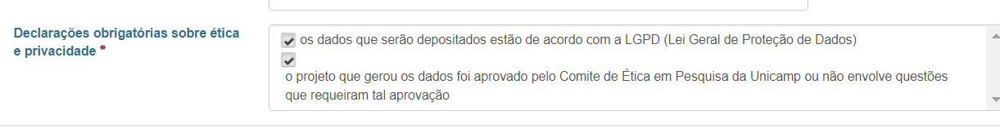 Declarações obrigatórias sobre ética
e privacidade *
os dados que serão depositados estão de acordo com a LGPD (Lei Geral de Proteção de Dados)
o projeto que gerou os dados foi aprovado pelo Comite de Ética em Pesquisa da Unicamp ou não envolve questões
que requeiram tal aprovação